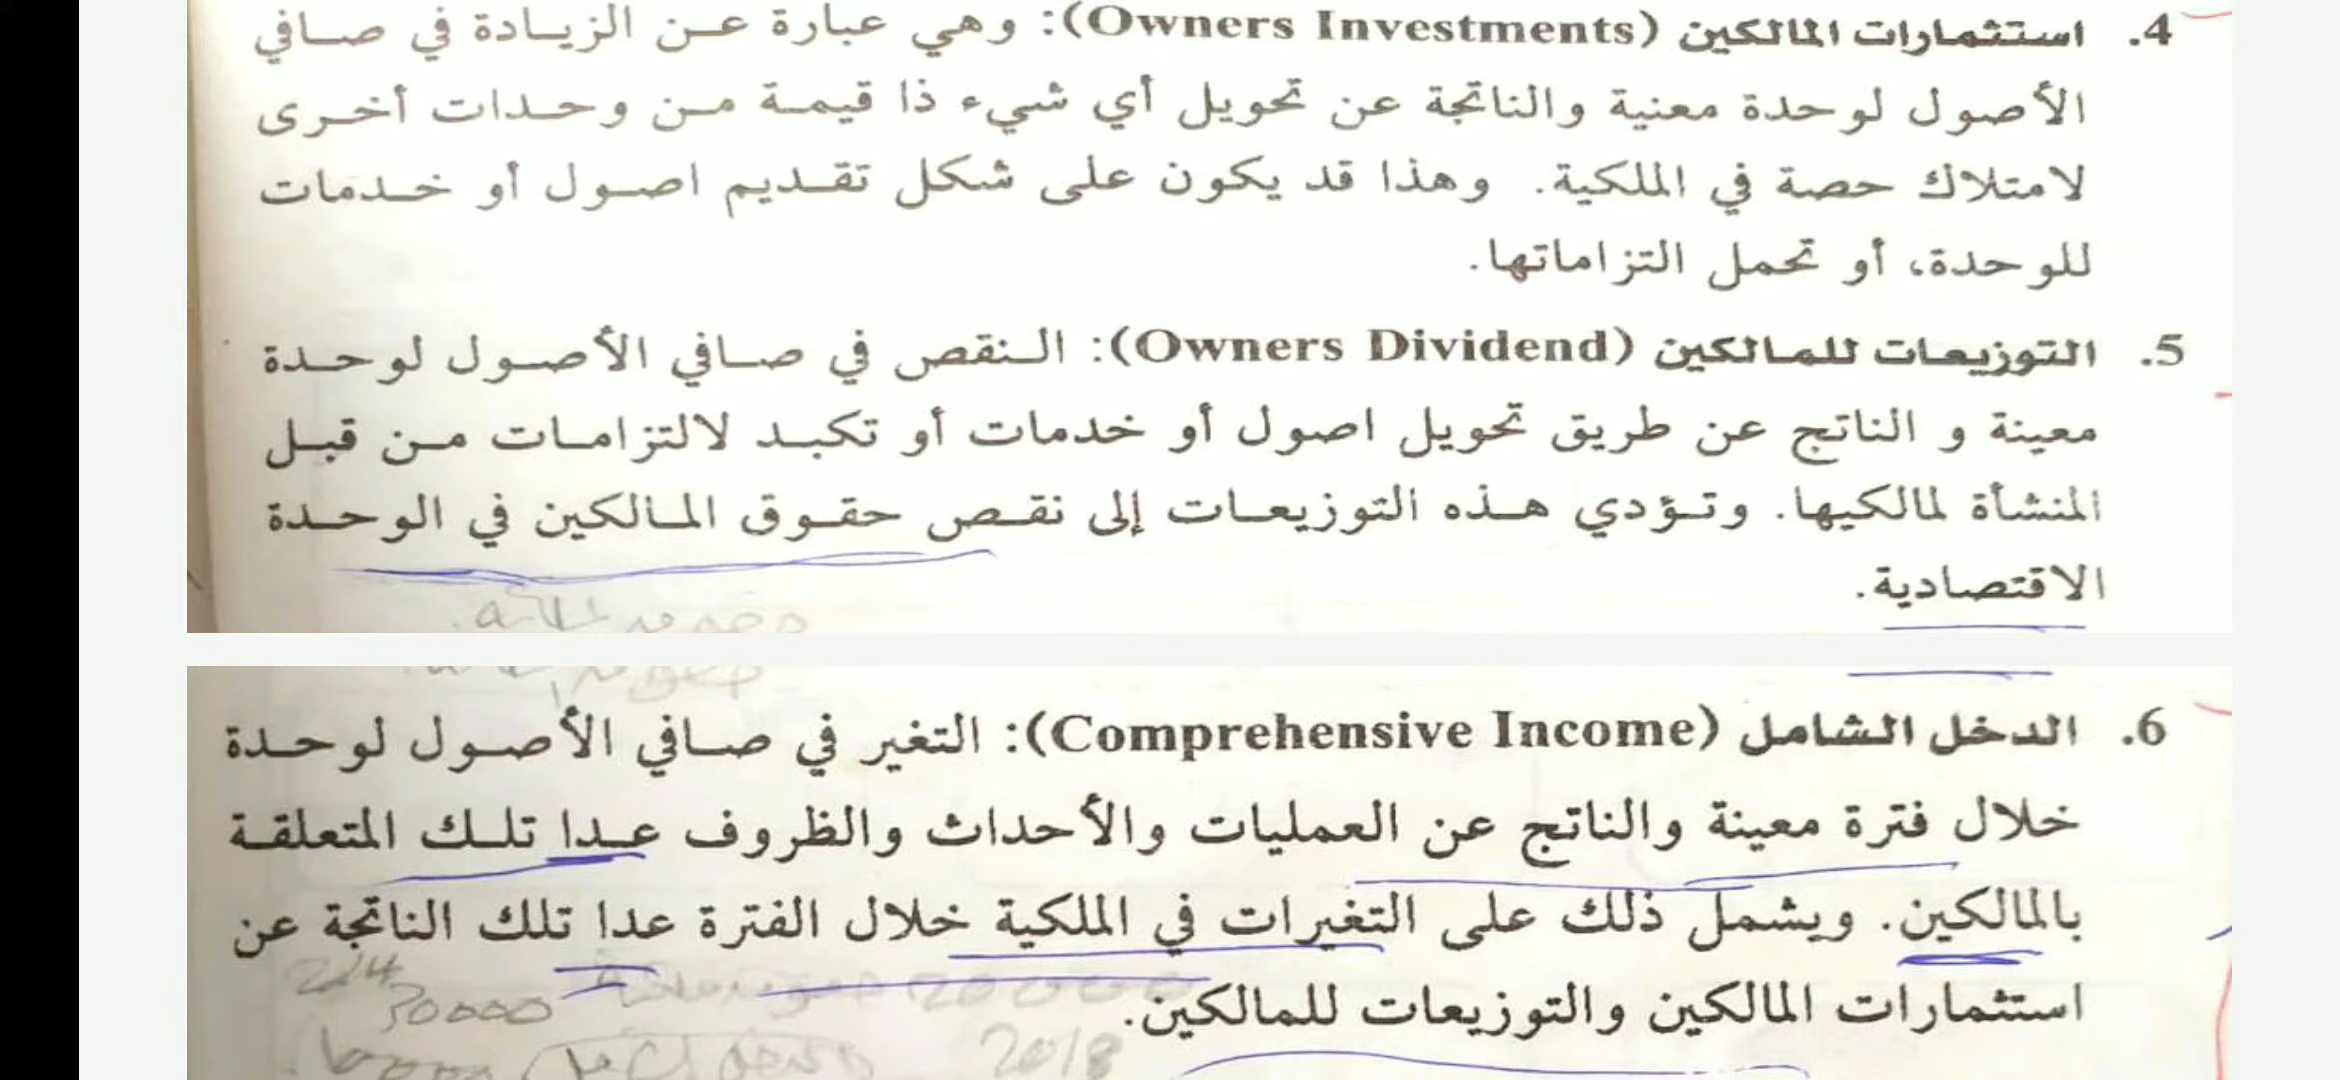 4. استثمارات المالكين (Owners Investments): وهي عبارة عن الزيادة في صافي
الأصول لوحدة معنية والناتجة عن تحويل أي شيء ذا قيمة من وحدات أخرى
لامتلاك حصة في الملكية. وهذا قد يكون على شكل تقديم اصول أو خدمات
للوحدة، أو تحمل التزاماتها.
5. التوزيعات للمالكين (Owners Dividend): النقص في صافي الأصول لوحدة
معينة و الناتج عن طريق تحويل اصول أو خدمات أو تكبد لالتزامات من قبل
المنشأة لمالكيها. وتؤدي هذه التوزيعات إلى نقص حقوق المالكين في الوحدة
الاقتصادية.
6. الدخل الشامل (Comprehensive Income): التغير في صافي الأصول لوحدة
خلال فترة معينة والناتج عن العمليات والأحداث والظروف عدا تلك المتعلقة
بالمالكين. ويشمل ذلك على التغيرات في الملكية خلال الفترة عدا تلك الناتجة عن
استثمارات المالكين والتوزيعات للمالكين.
30000
2018